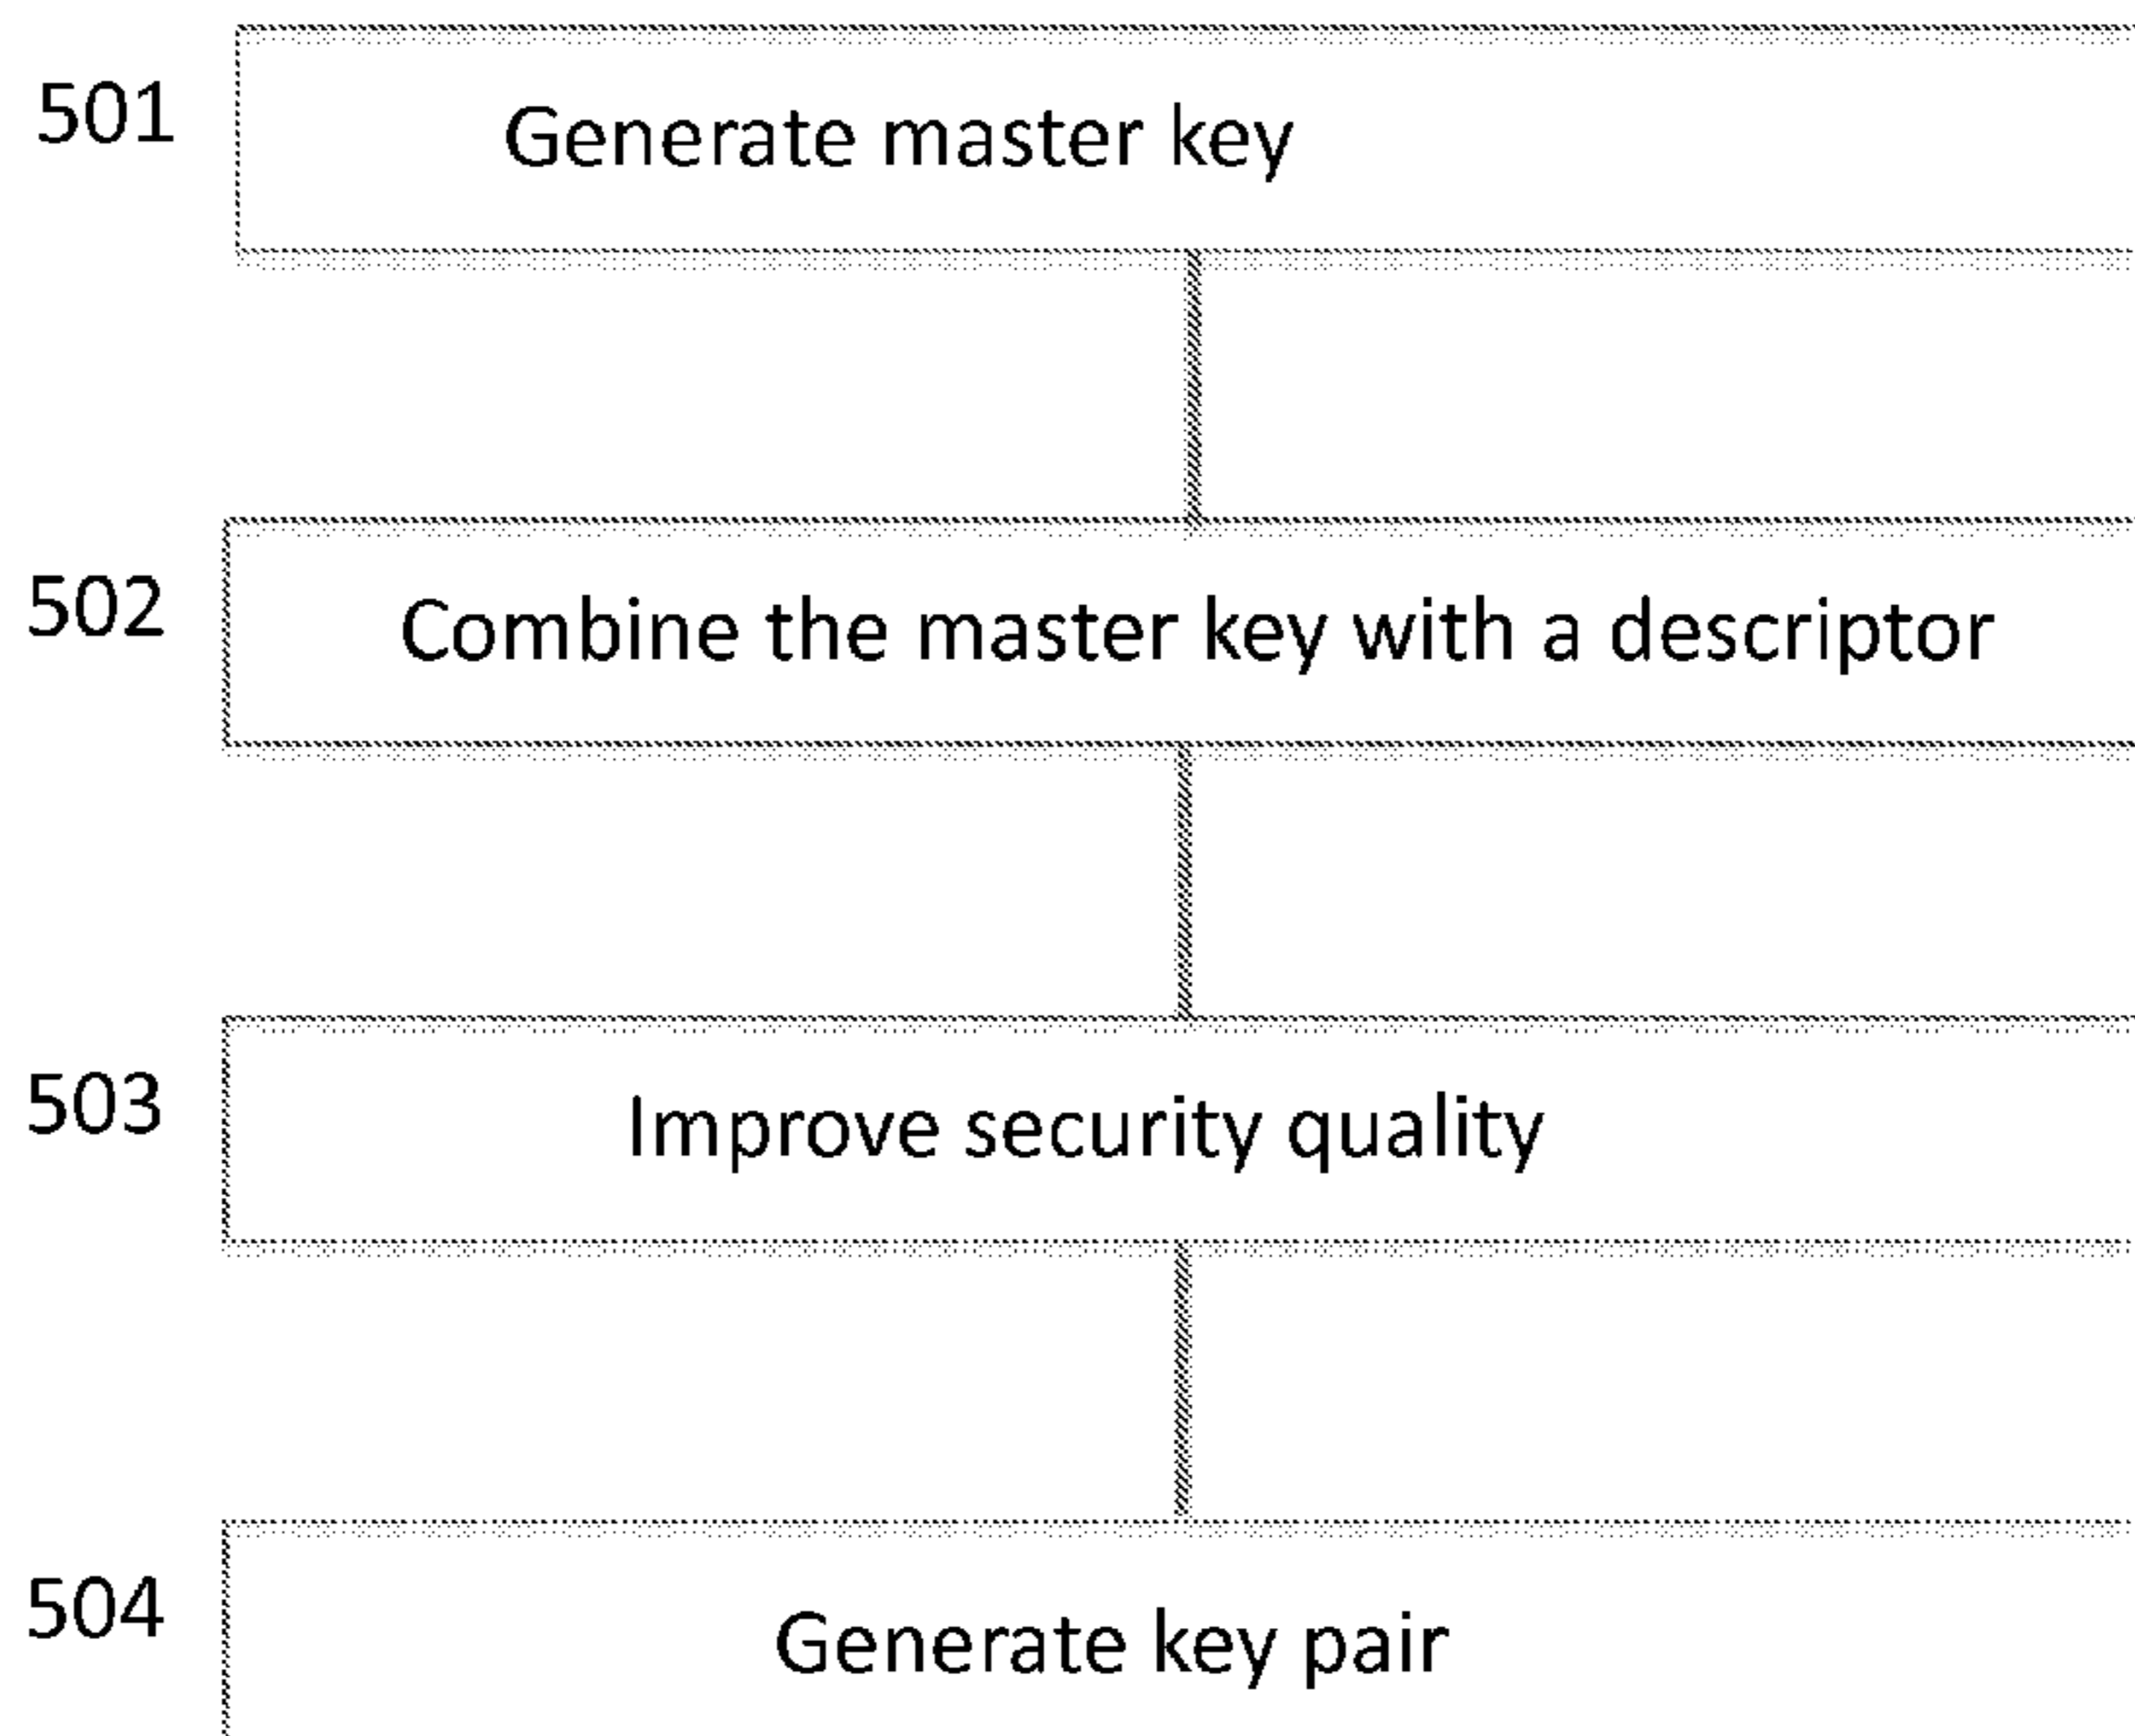 501
Generate master key
502
Combine the master key with a descriptor
503
Improve security quality
504
Generate key pair